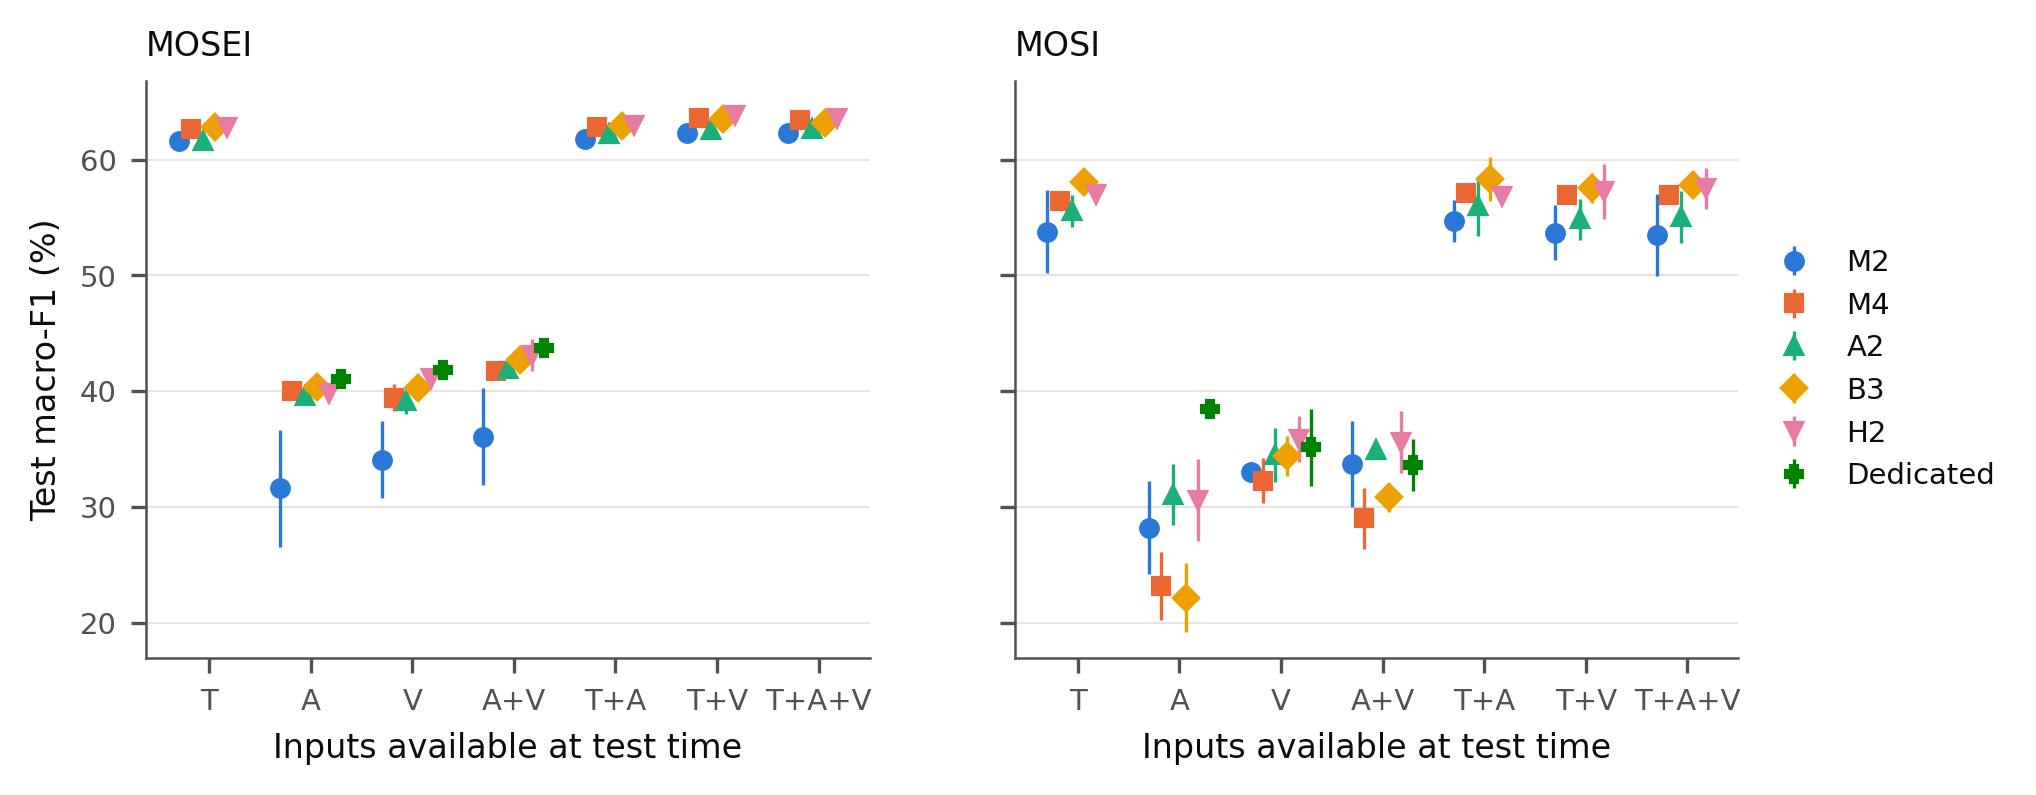 MOSEI
MOSI
Test macro-F1 (%)
60
50
40
30
20
T A V A+V T+A T+V T+A+V
T A V A+V T+A T+V T+A+V
Inputs available at test time
Inputs available at test time
M2
M4
A2
B3
H2
Dedicated